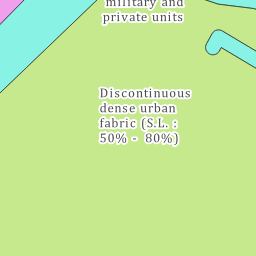 military and
private units
Discontinuous
dense urban
fabric (S.L. :
50% - 80%)